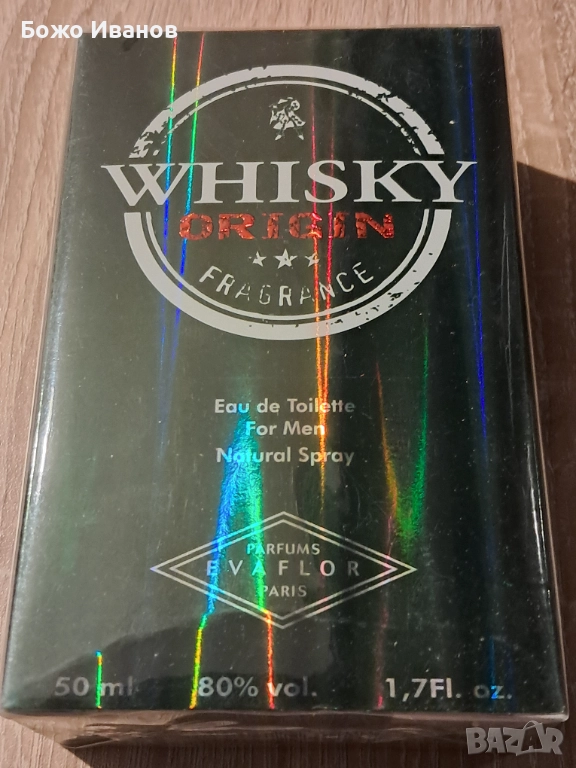 Божо Иванов
WHISKY
ORIGIN
FRAGRANCE
Eau de Toilette
For Men
Natural Spray
PARFUMS
EVAFLOR
PARIS
50 ml 80% vol. 1,7Fl. oz.
BAZAR